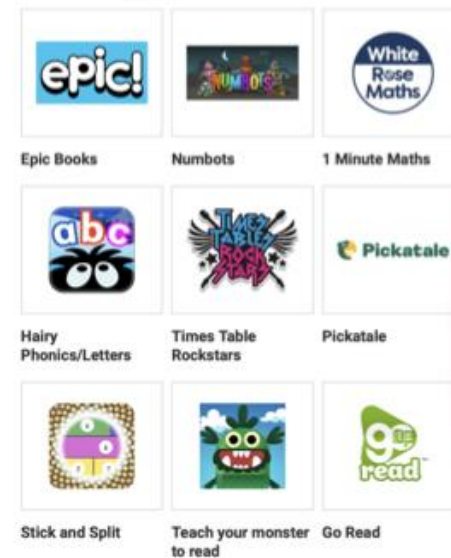 epic!
NUMBOTS
White
Rose
Maths
Epic Books
Numbots
1 Minute Maths
abc
TIMES
TABLES
ROCK
STARS
Pickatale
Hairy
Phonics/Letters
Times Table
Rockstars
Pickatale
go
read
Stick and Split
Teach your monster
to read
Go Read